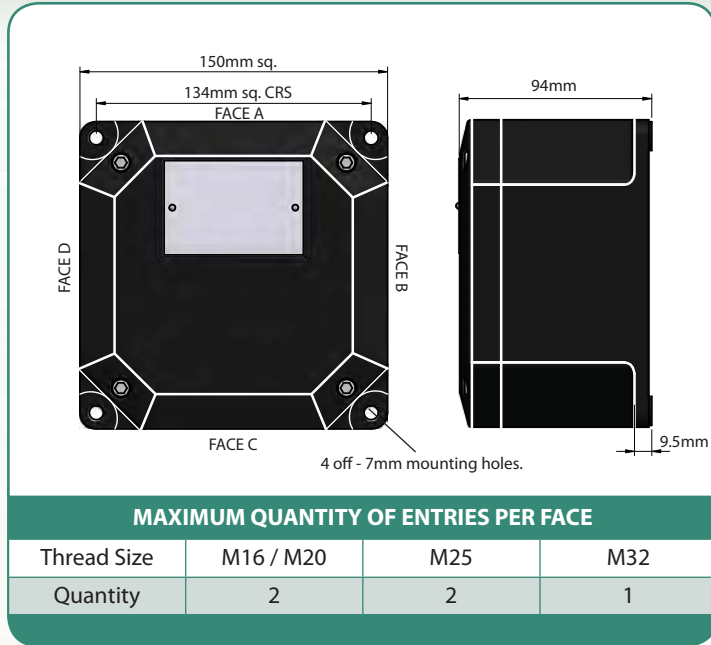 150mm sq.
94mm
134mm sq. CRS
FACE A
FACE D
FACE B
FACE C
4 off - 7mm mounting holes.
9.5mm
MAXIMUM QUANTITY OF ENTRIES PER FACE
Thread Size M16 / M20 M25 M32
Quantity 2 2 1